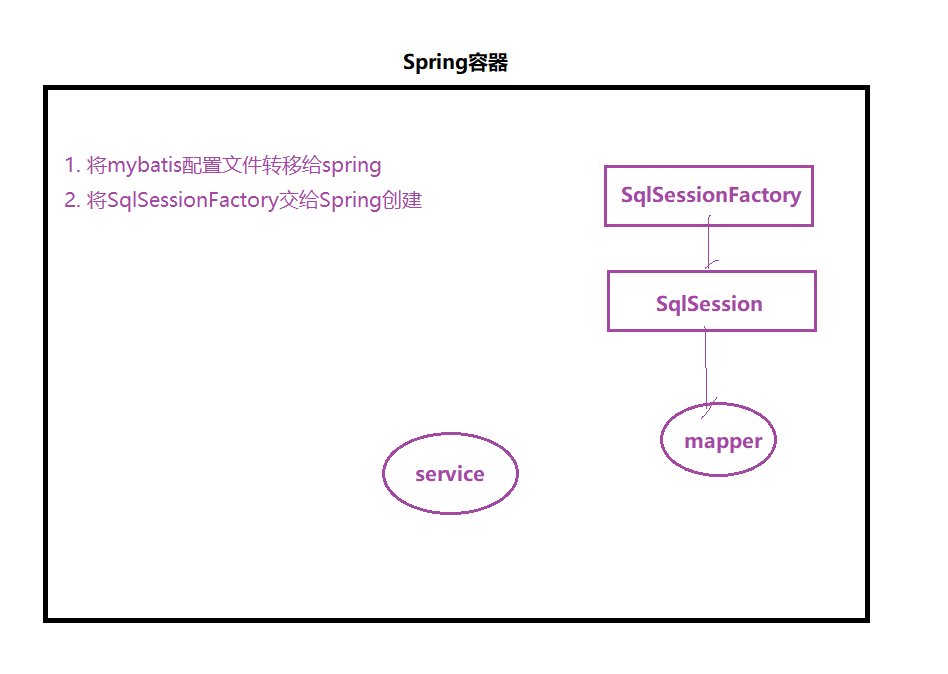 Spring容器
1. 将mybatis配置文件转移给spring
2. 将SqlSessionFactory交给Spring创建
SqlSessionFactory
SqlSession
mapper
service